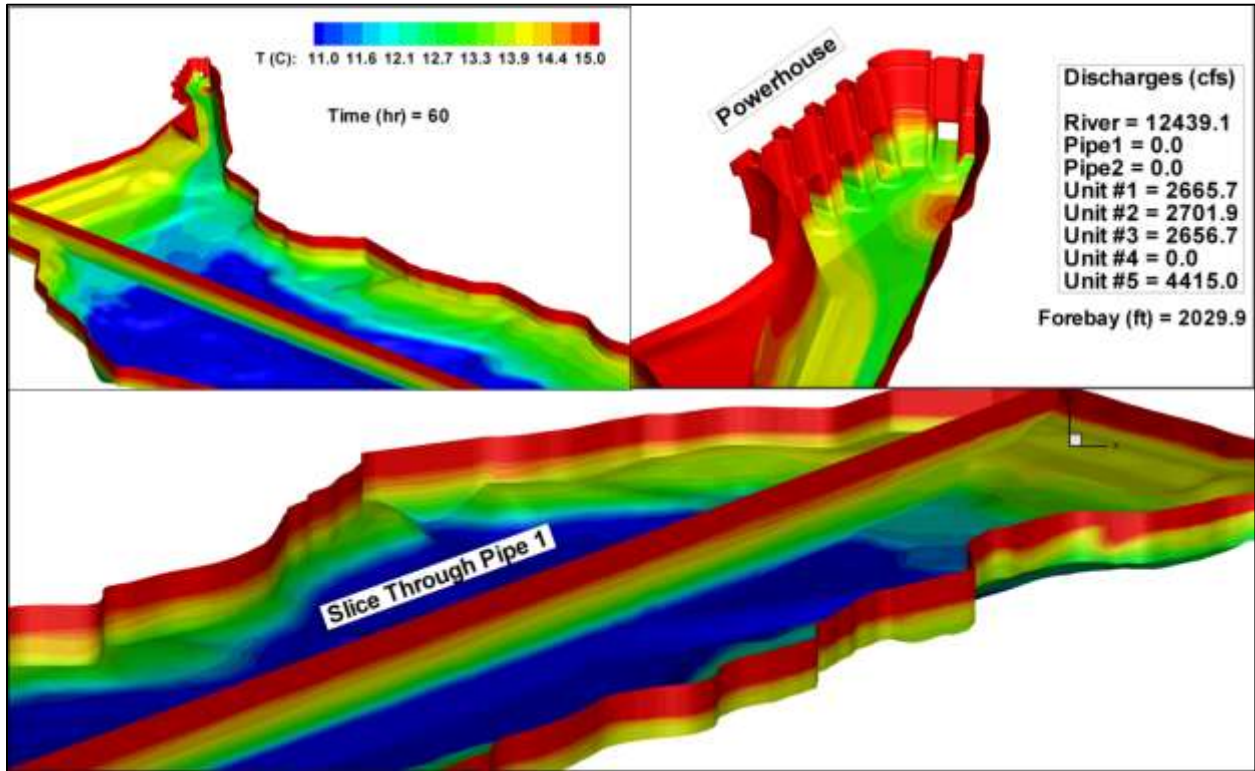 T (C): 11.0 11.6 12.1 12.7 13.3 13.9 14.4 15.0
Time (hr) = 60
Powerhouse
Discharges (cfs)
River = 12439.1
Pipe1 = 0.0
Pipe2 = 0.0
Unit #1 = 2665.7
Unit #2 = 2701.9
Unit #3 = 2656.7
Unit #4 = 0.0
Unit #5 = 4415.0
Forebay (ft) = 2029.9
Slice Through Pipe 1
x